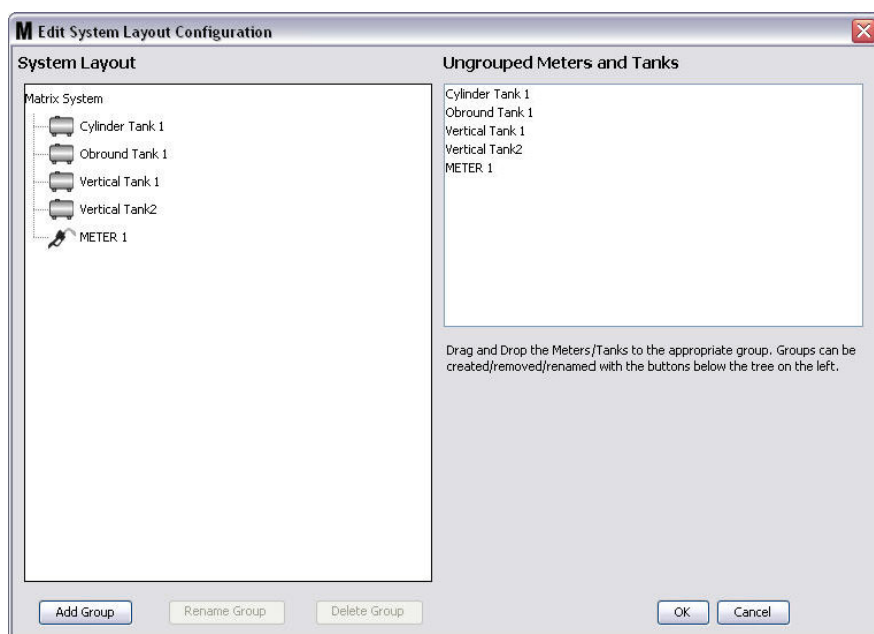 M Edit System Layout Configuration
System Layout
Matrix System
Cylinder Tank 1
Obround Tank 1
Vertical Tank 1
Vertical Tank2
METER 1
Ungrouped Meters and Tanks
Cylinder Tank 1
Obround Tank 1
Vertical Tank 1
Vertical Tank2
METER 1
Drag and Drop the Meters/Tanks to the appropriate group. Groups can be
created/removed/renamed with the buttons below the tree on the left.
Add Group Rename Group Delete Group OK Cancel